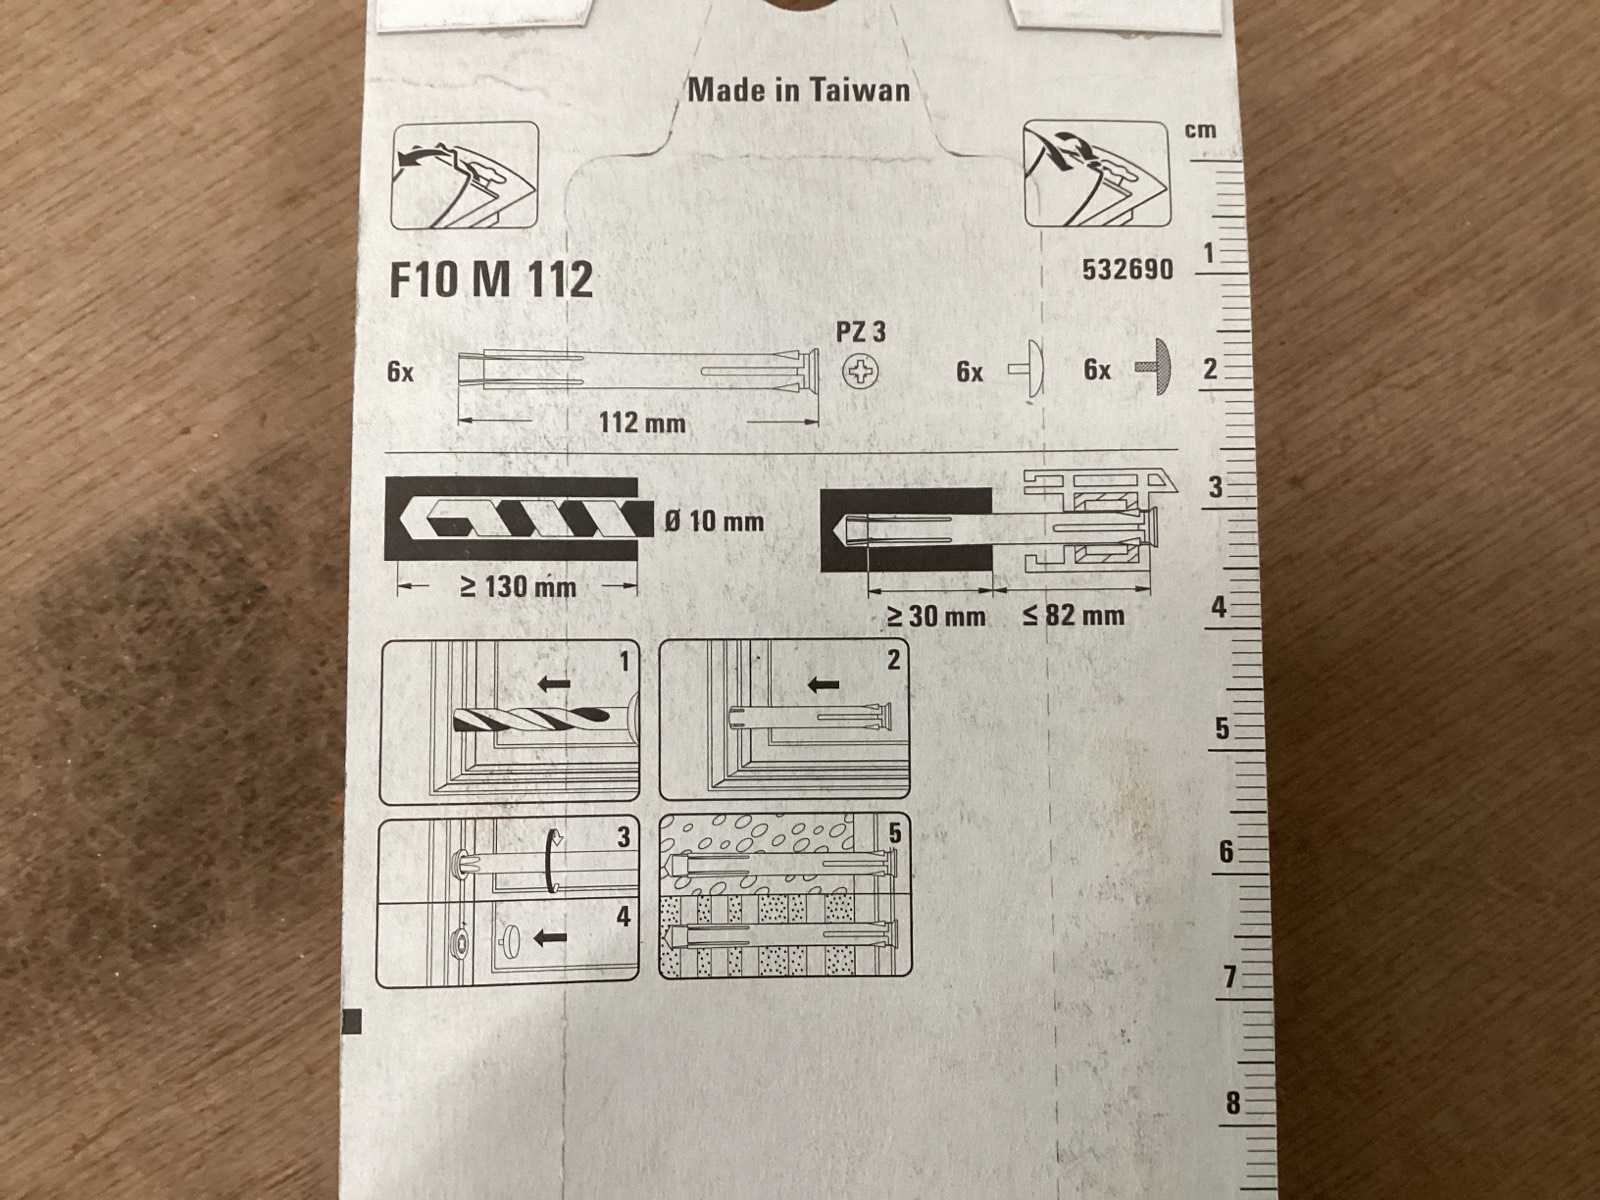 Made in Taiwan
cm
F10 M 112
532690
1
PZ 3
6x
6x
6x
2
112 mm
3
Ø 10 mm
≥ 130 mm
≥ 30 mm
≤ 82 mm
4
1
2
5
3
5
4
6
7
8